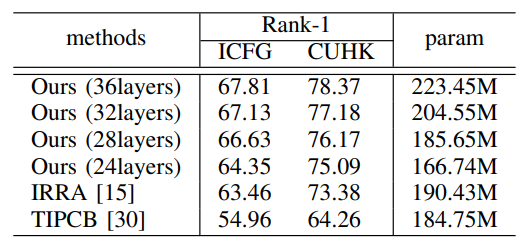 methods Rank-1 param
ICFG CUHK
Ours (36layers) 67.81 78.37 223.45M
Ours (32layers) 67.13 77.18 204.55M
Ours (28layers) 66.63 76.17 185.65M
Ours (24layers) 64.35 75.09 166.74M
IRRA [15] 63.46 73.38 190.43M
TIPCB [30] 54.96 64.26 184.75M